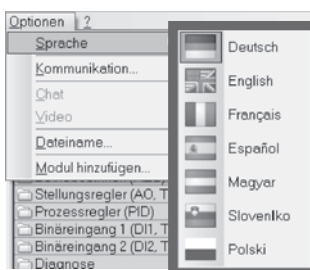 Optionen ?
Sprache
Kommunikation...
Chat
Video
Dateiname...
Modul hinzufügen...
Stellungsregler (AO, T
Prozessregler (PID)
Binäreingang 1 (DI1, T
Binäreingang 2 (DI2, T
Diagnose
Deutsch
English
Français
Español
Magyar
Slovenlko
Polski